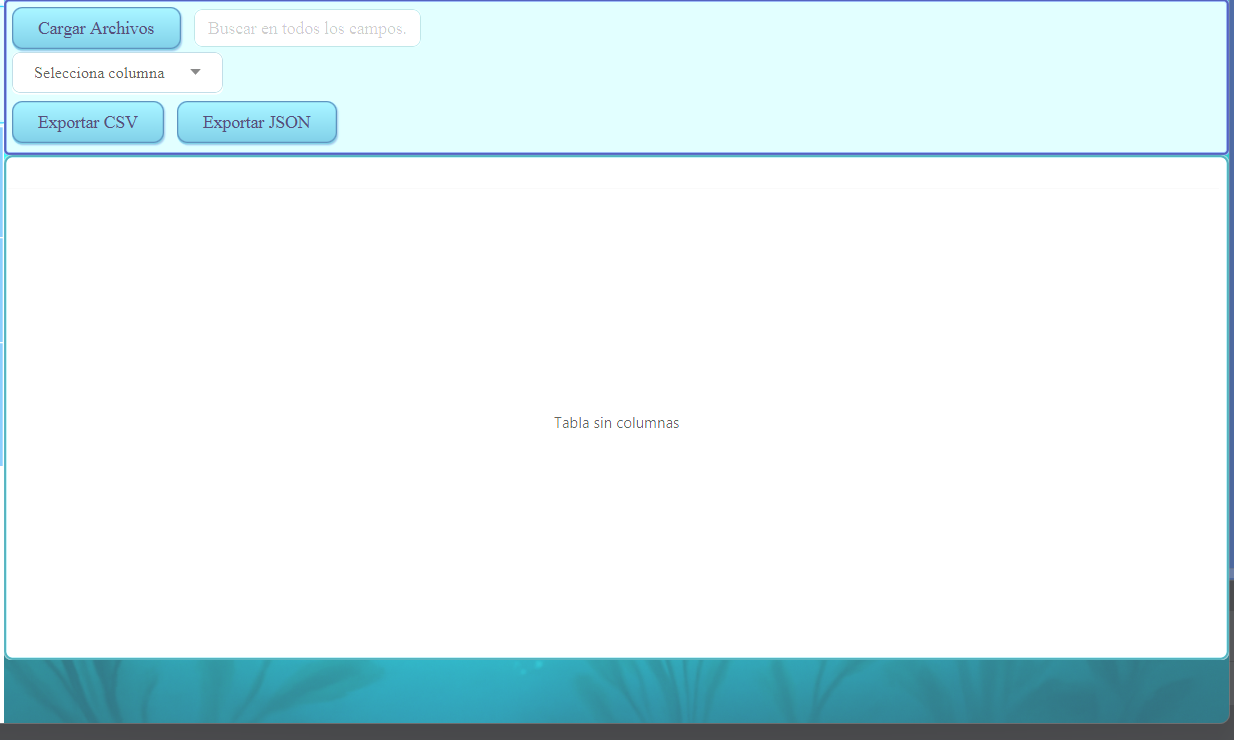 Cargar Archivos Buscar en todos los campos.
Selecciona columna
Exportar CSV Exportar JSON
Tabla sin columnas